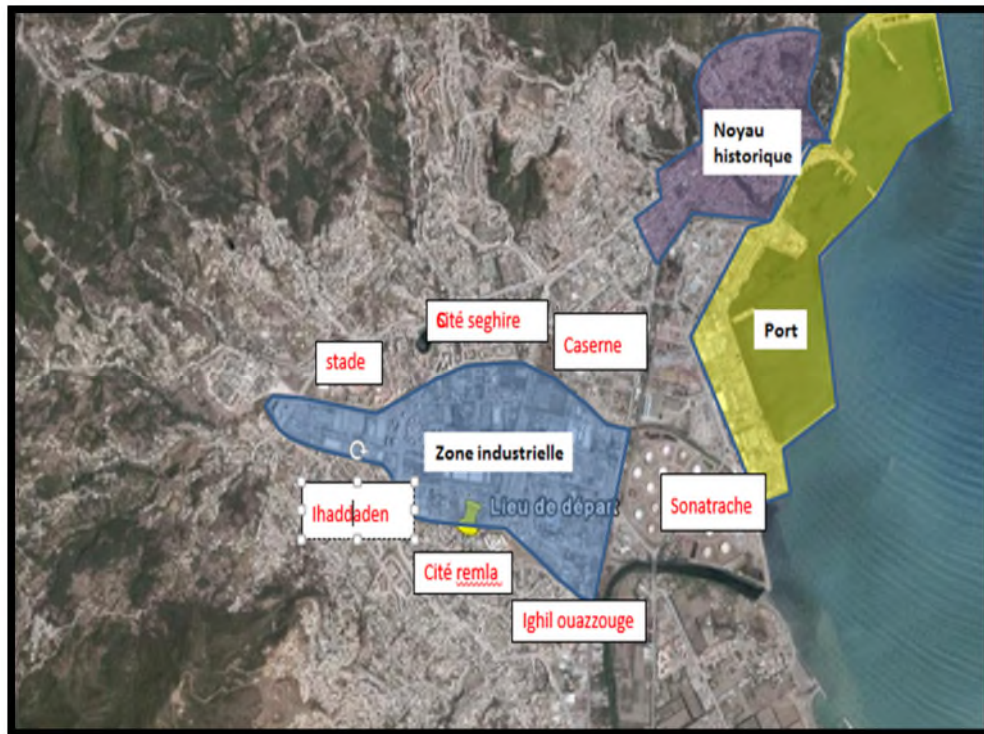 Noyau
historique
Port
Cité seghire
Caserne
stade
Zone industrielle
Lieu de départ
Sonatrache
Ihaddaden
Cité remla
Ighil ouazzouge